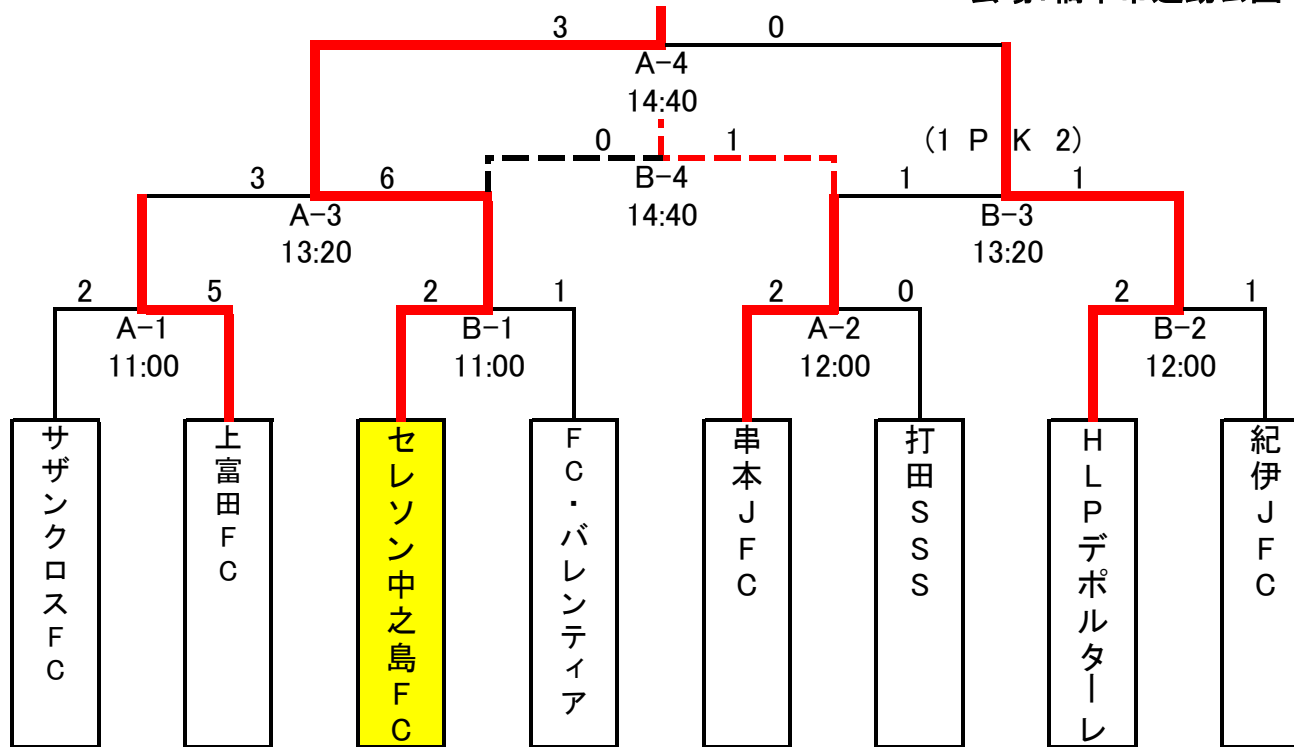 3 0
A-4
14:40
0 1 (1 P K 2)
B-4
14:40
3 6 1 1
A-3 B-3
13:20 13:20
2 5 2 1 2 0 2 1
A-1 B-1 A-2 B-2
11:00 11:00 12:00 12:00
サザンクロスFC
上富田FC
セレソン中之島FC
FC・バレンティア
串本JFC
打田SSS
HLPデポルターレ
紀伊JFC